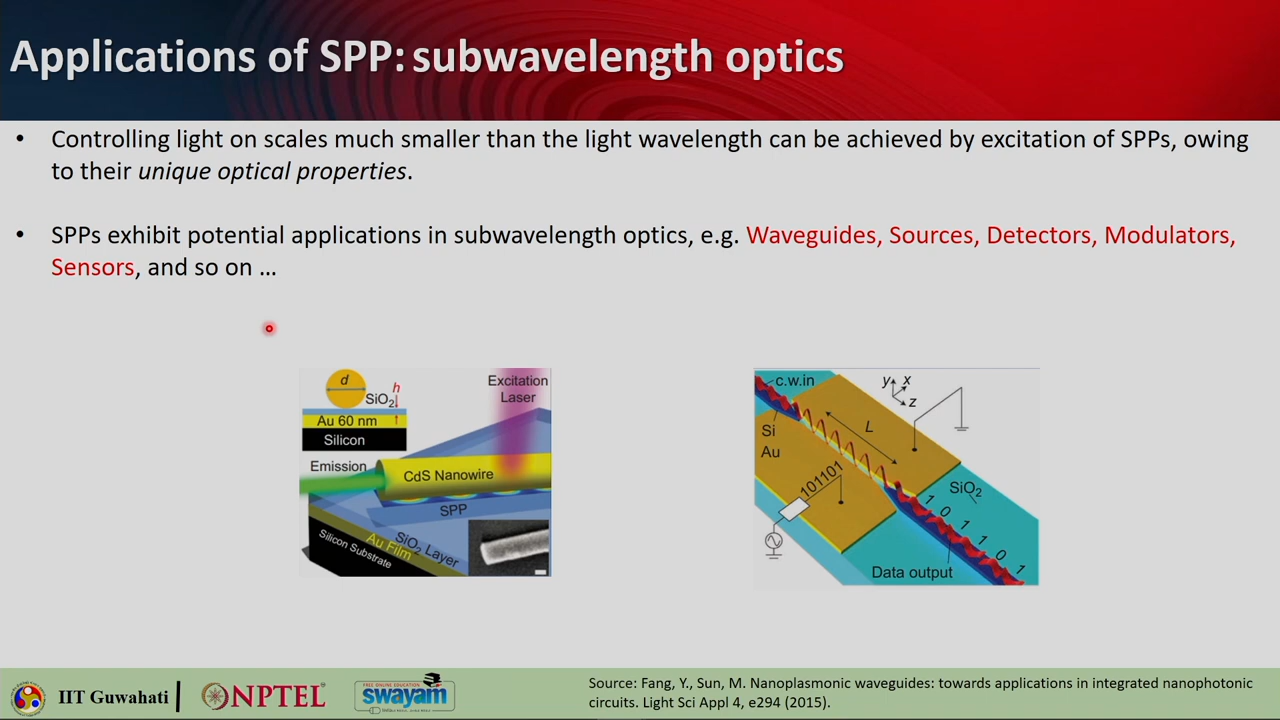 Applications of SPP: subwavelength optics
• Controlling light on scales much smaller than the light wavelength can be achieved by excitation of SPPs, owing
to their unique optical properties.
• SPPs exhibit potential applications in subwavelength optics, e.g. Waveguides, Sources, Detectors, Modulators,
Sensors, and so on ...
d
h
SiO2
Au 60 nm
Silicon
Excitation
Laser
Emission
CdS Nanowire
SPP
SiO2 Layer
Au Film
Silicon Substrate
c.w.in
y x
z
Si
Au
L
101101
SiO2
1 0 1 1 0 1
Data output
IIT Guwahati
NPTEL
FREE ONLINE EDUCATION
swayam
Source: Fang, Y., Sun, M. Nanoplasmonic waveguides: towards applications in integrated nanophotonic
circuits. Light Sci Appl 4, e294 (2015).